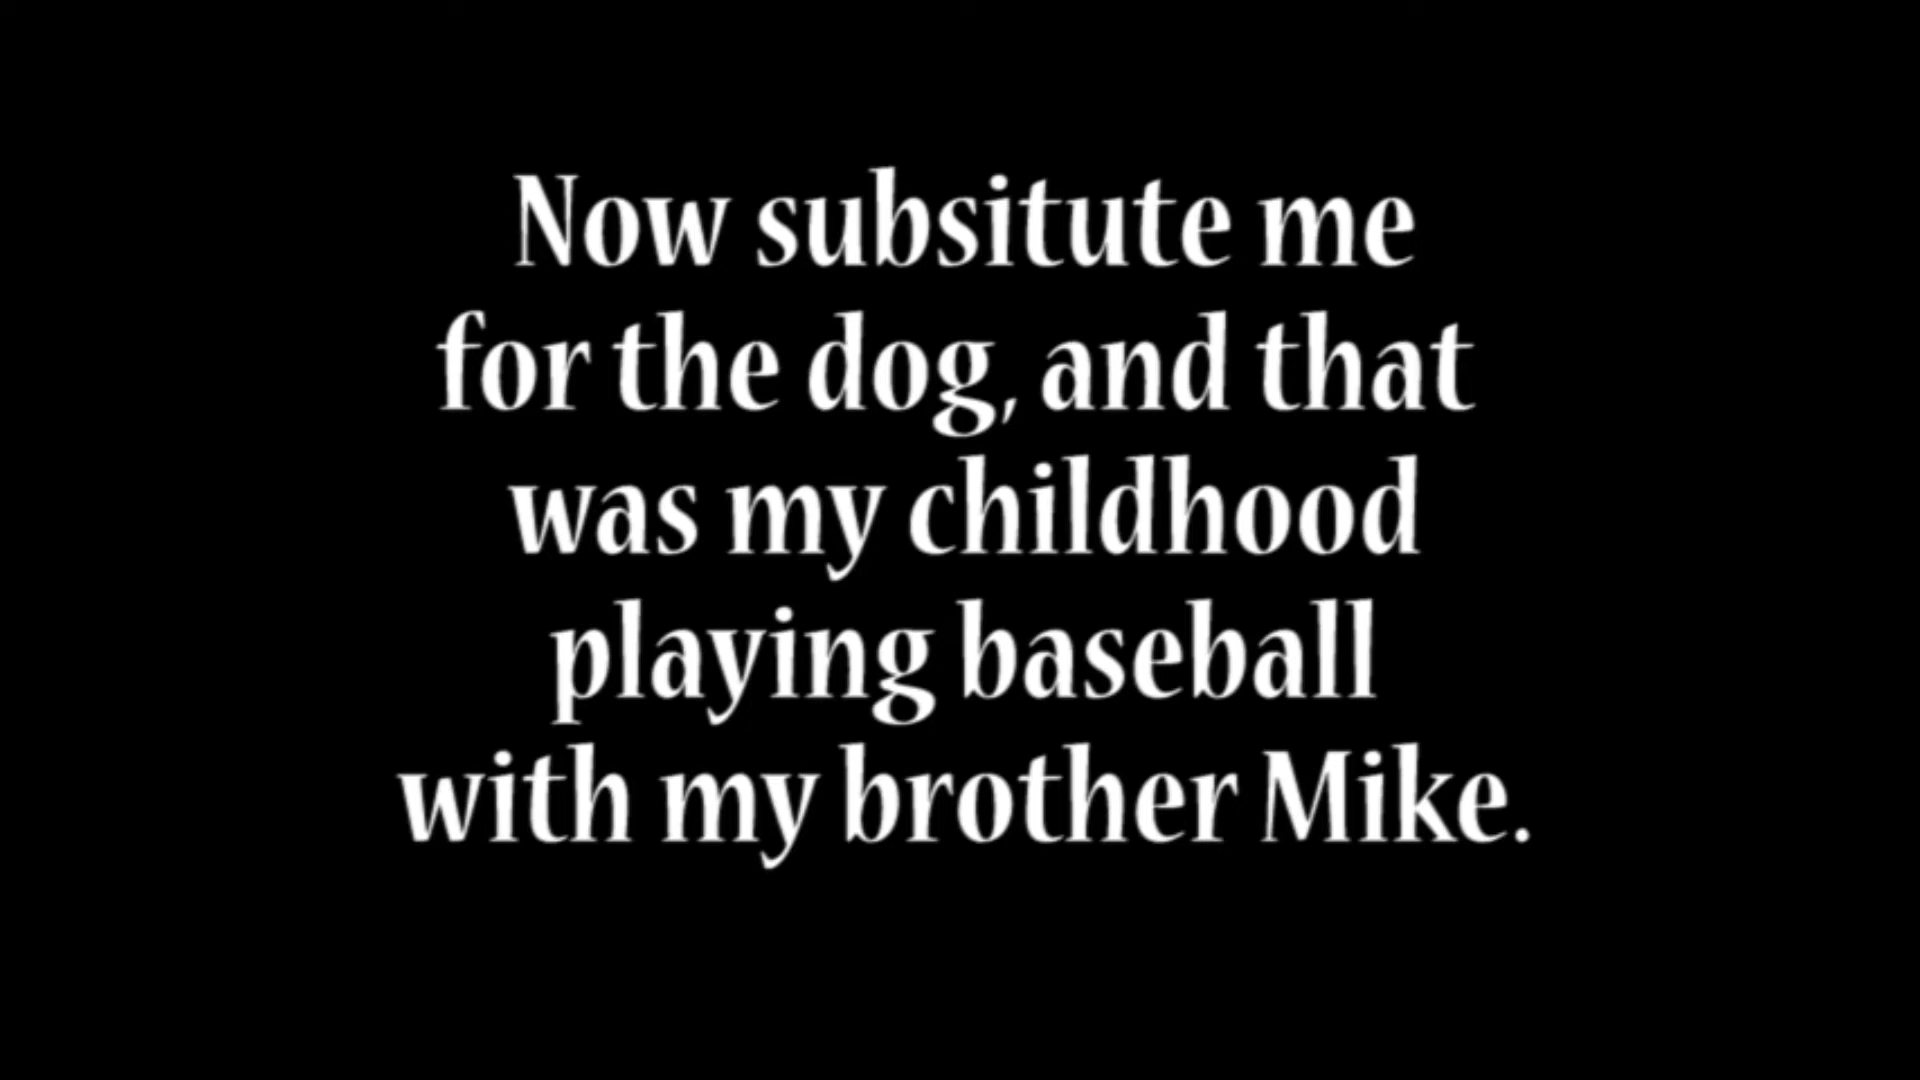 Now subsitute me
for the dog, and that
was my childhood
playing baseball
with my brother Mike.